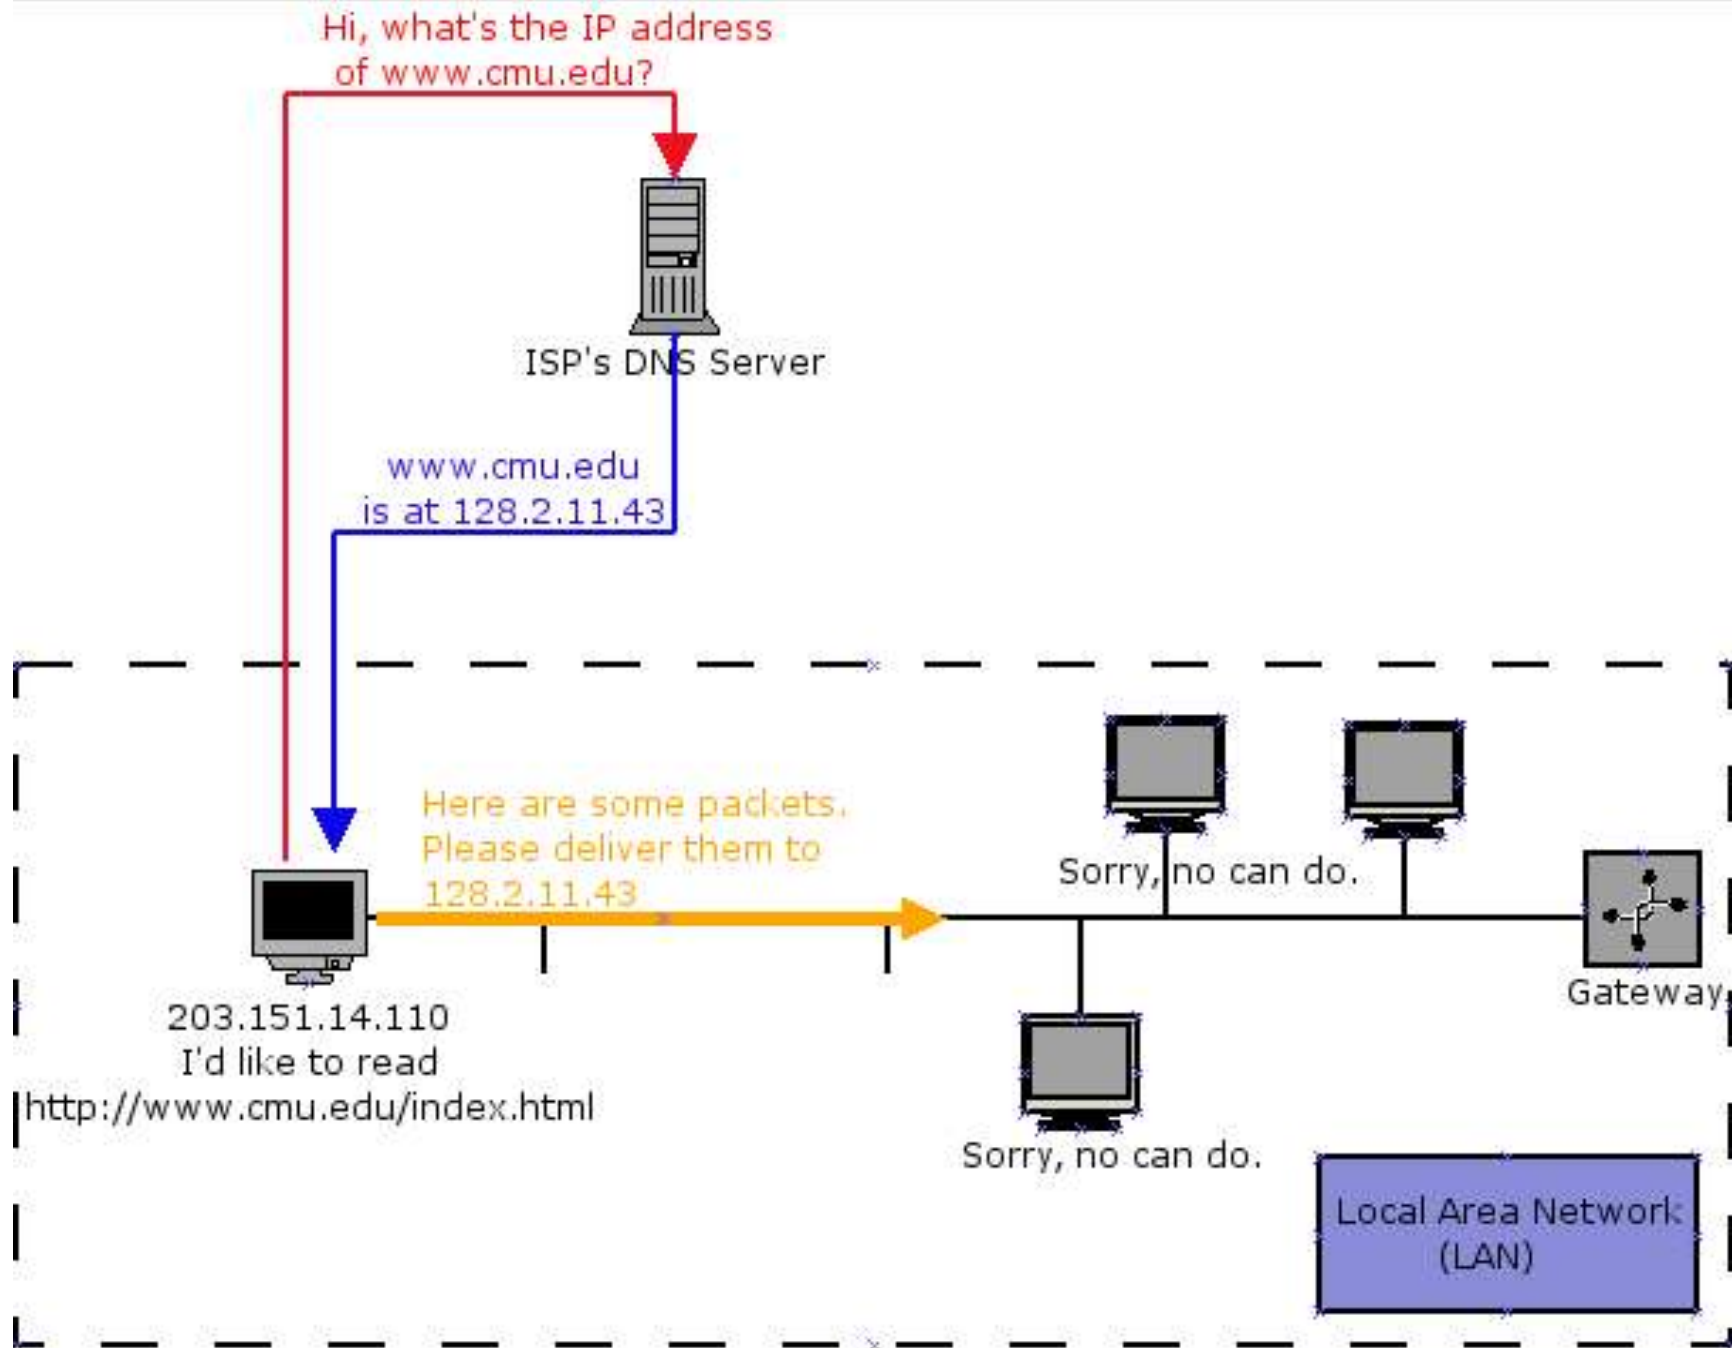 Hi, what's the IP address
of www.cmu.edu?
ISP's DNS Server
www.cmu.edu
is at 128.2.11.43
Here are some packets.
Please deliver them to
128.2.11.43
Sorry, no can do.
Gateway
203.151.14.110
I'd like to read
http://www.cmu.edu/index.html
Sorry, no can do.
Local Area Network
(LAN)